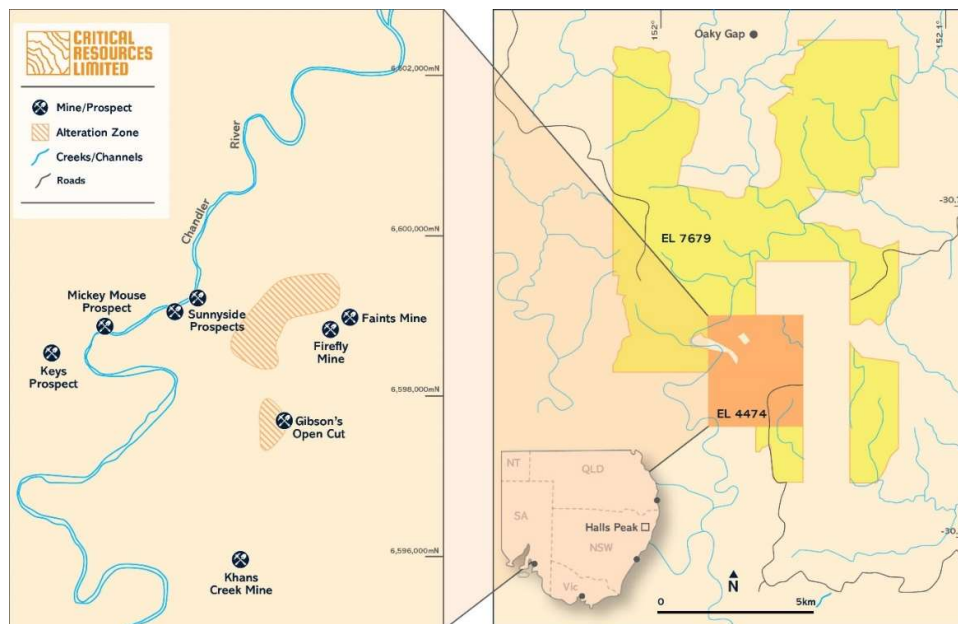 CRITICAL
RESOURCES
LIMITED
Mine/Prospect
Alteration Zone
Creeks/Channels
Roads
6,602,000mN
River
Chandler
6,600,000mN
Mickey Mouse
Prospect
Sunnyside
Prospects
Faints Mine
Firefly
Mine
Keys
Prospect
6,598,000mN
Gibson's
Open Cut
6,596,000mN
Khans
Creek Mine
152°
152.1°
Oaky Gap
-30.
EL 7679
EL 4474
NT
QLD
SA
Halls Peak
NSW
Vic
-30.
N
0
5km